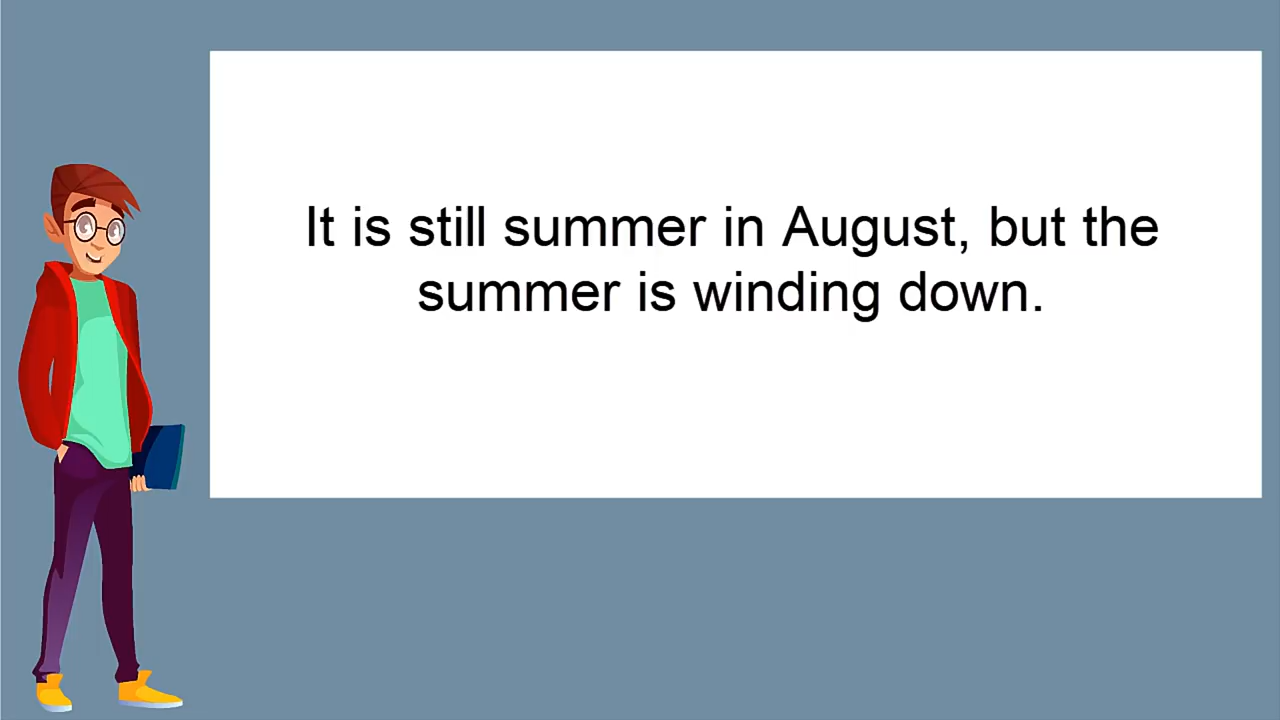 It is still summer in August, but the
summer is winding down.